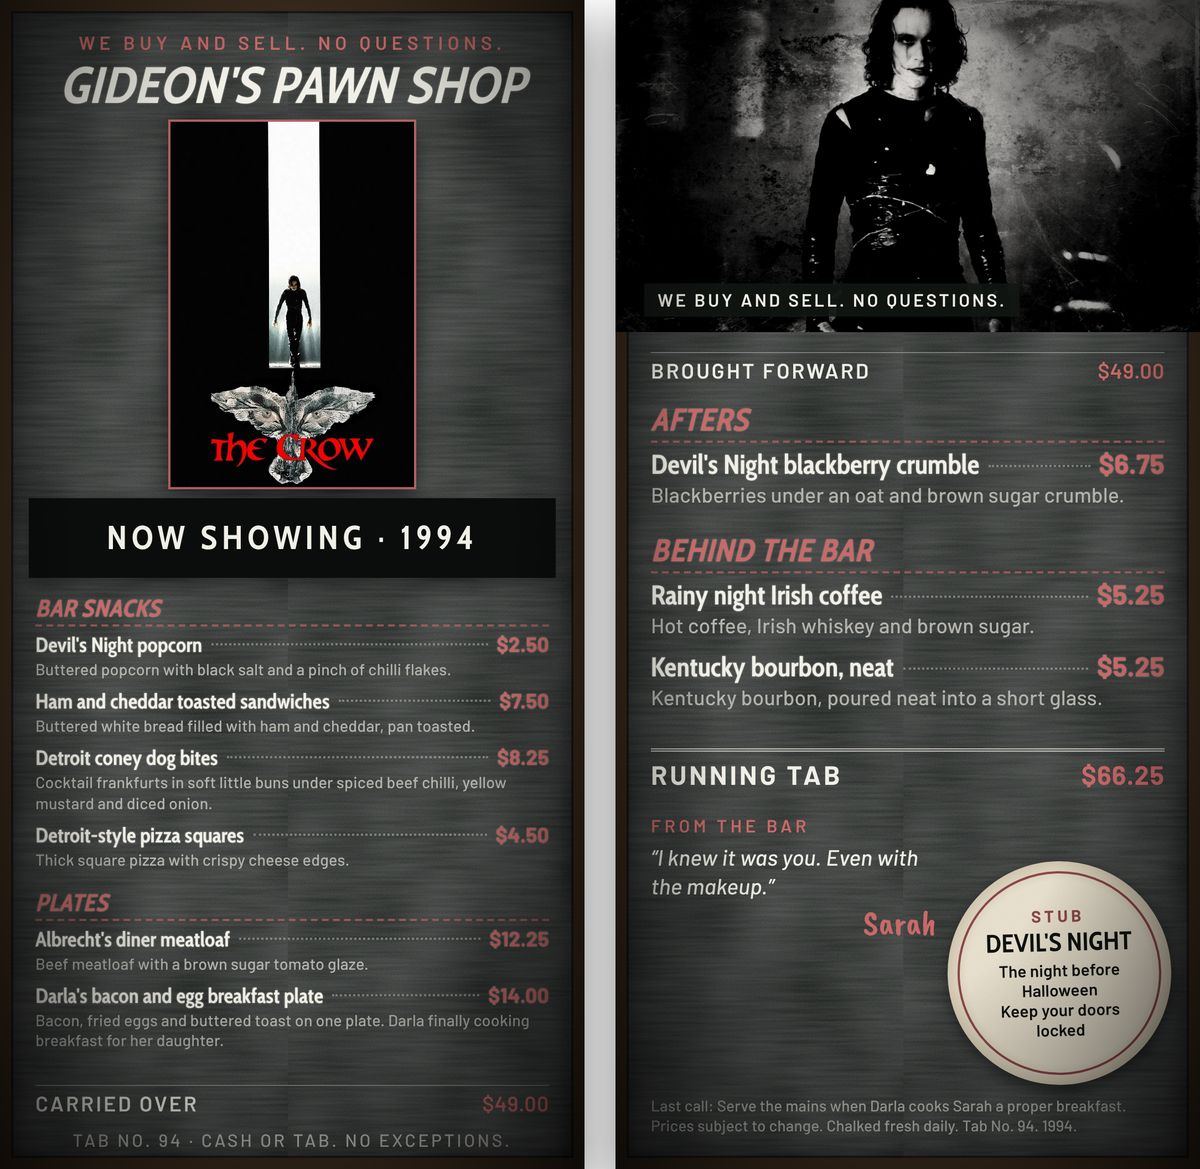 WE BUY AND SELL. NO QUESTIONS.
GIDEON'S PAWN SHOP
THE CROW
NOW SHOWING · 1994
BAR SNACKS
Devil's Night popcorn $2.50
Buttered popcorn with black salt and a pinch of chilli flakes.
Ham and cheddar toasted sandwiches $7.50
Buttered white bread filled with ham and cheddar, pan toasted.
Detroit coney dog bites $8.25
Cocktail frankfurts in soft little buns under spiced beef chilli, yellow
mustard and diced onion.
Detroit-style pizza squares $4.50
Thick square pizza with crispy cheese edges.
PLATES
Albrecht's diner meatloaf $12.25
Beef meatloaf with a brown sugar tomato glaze.
Darla's bacon and egg breakfast plate $14.00
Bacon, fried eggs and buttered toast on one plate. Darla finally cooking
breakfast for her daughter.
CARRIED OVER $49.00
TAB NO. 94 · CASH OR TAB. NO EXCEPTIONS.
WE BUY AND SELL. NO QUESTIONS.
BROUGHT FORWARD $49.00
AFTERS
Devil's Night blackberry crumble $6.75
Blackberries under an oat and brown sugar crumble.
BEHIND THE BAR
Rainy night Irish coffee $5.25
Hot coffee, Irish whiskey and brown sugar.
Kentucky bourbon, neat $5.25
Kentucky bourbon, poured neat into a short glass.
RUNNING TAB $66.25
FROM THE BAR
“I knew it was you. Even with
the makeup.”
Sarah
STUB
DEVIL'S NIGHT
The night before
Halloween
Keep your doors
locked
Last call: Serve the mains when Darla cooks Sarah a proper breakfast.
Prices subject to change. Chalked fresh daily. Tab No. 94. 1994.